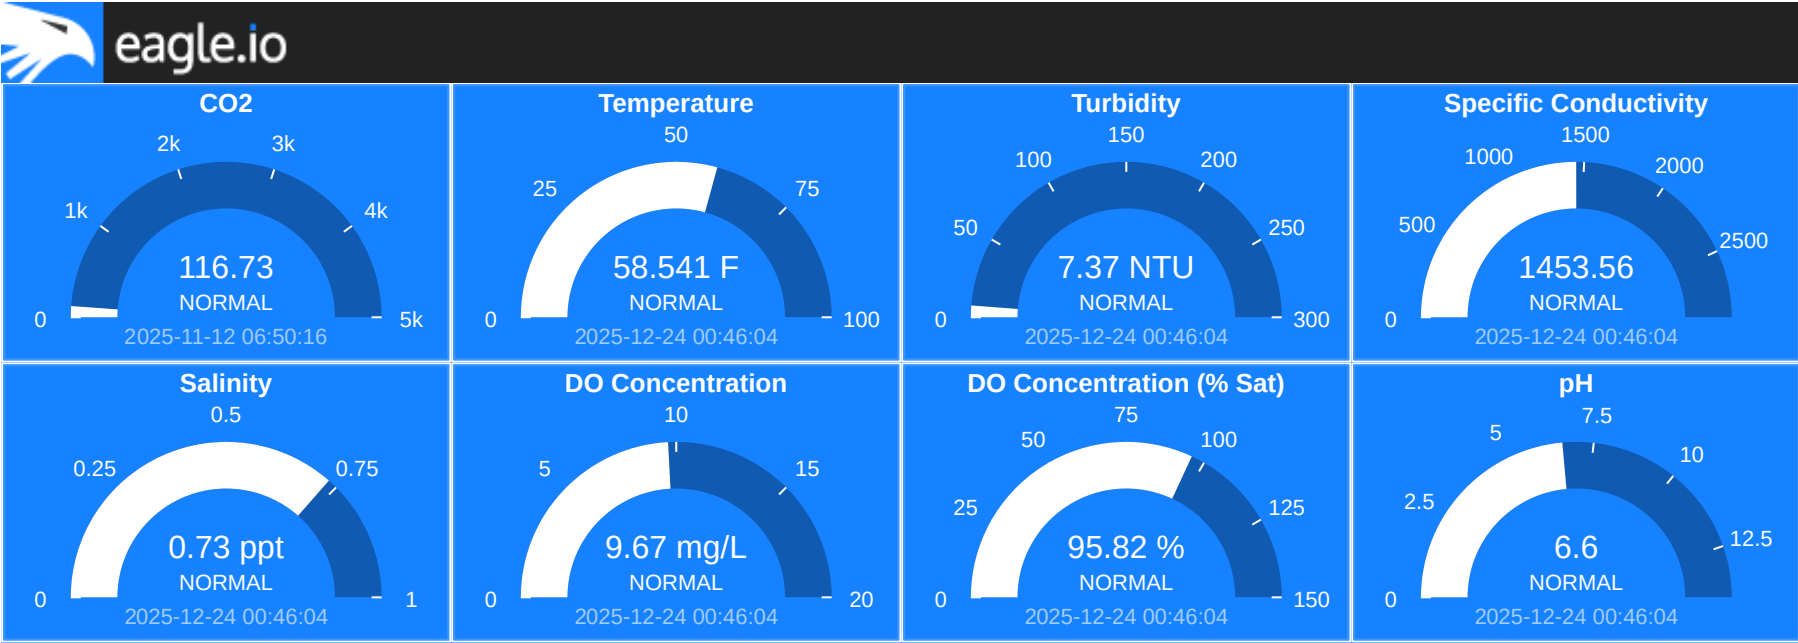 eagle.io
CO2
0
1k
2k
3k
4k
5k
116.73
NORMAL
2025-11-12 06:50:16
Temperature
0
25
50
75
100
58.541 F
NORMAL
2025-12-24 00:46:04
Turbidity
0
50
100
150
200
250
300
7.37 NTU
NORMAL
2025-12-24 00:46:04
Specific Conductivity
0
500
1000
1500
2000
2500
1453.56
NORMAL
2025-12-24 00:46:04
Salinity
0
0.25
0.5
0.75
1
0.73 ppt
NORMAL
2025-12-24 00:46:04
DO Concentration
0
5
10
15
20
9.67 mg/L
NORMAL
2025-12-24 00:46:04
DO Concentration (% Sat)
0
25
50
75
100
125
150
95.82 %
NORMAL
2025-12-24 00:46:04
pH
0
2.5
5
7.5
10
12.5
6.6
NORMAL
2025-12-24 00:46:04